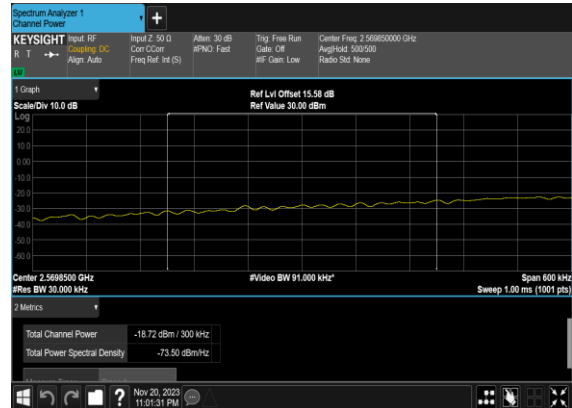 Spectrum Analyzer 1
Channel Power
+
KEYSIGHT
R T
LW
Input: RF
Coupling: DC
Align: Auto
Input Z: 50 Ω
Corr CCorr
Freq Ref: Int (S)
Atten: 30 dB
#PNO: Fast
Trig: Free Run
Gate: Off
#IF Gain: Low
Center Freq: 2.569850000 GHz
Avg|Hold: 500/500
Radio Std: None
1 Graph
Scale/Div 10.0 dB
Ref Lvl Offset 15.58 dB
Ref Value 30.00 dBm
Log
20.0
10.0
0.00
-10.0
-20.0
-30.0
-40.0
-50.0
-60.0
Center 2.5698500 GHz
#Res BW 30.000 kHz
#Video BW 91.000 kHz*
Span 600 kHz
Sweep 1.00 ms (1001 pts)
2 Metrics
Total Channel Power -18.72 dBm / 300 kHz
Total Power Spectral Density -73.50 dBm/Hz
?
Nov 20, 2023
11:01:31 PM